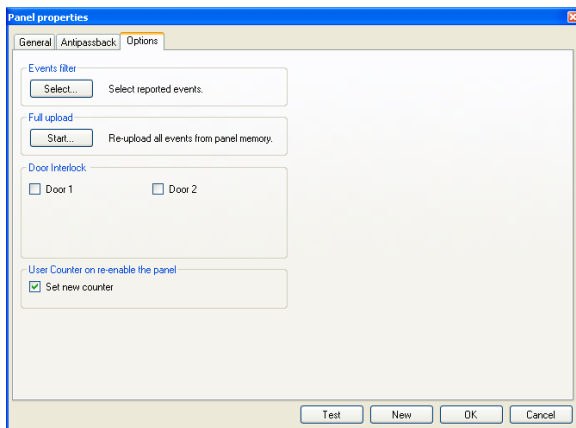 Panel properties
General Antipassback Options
Events filter
Select... Select reported events.
Full upload
Start... Re-upload all events from panel memory.
Door Interlock
Door 1 Door 2
User Counter on re-enable the panel
Set new counter
Test New OK Cancel